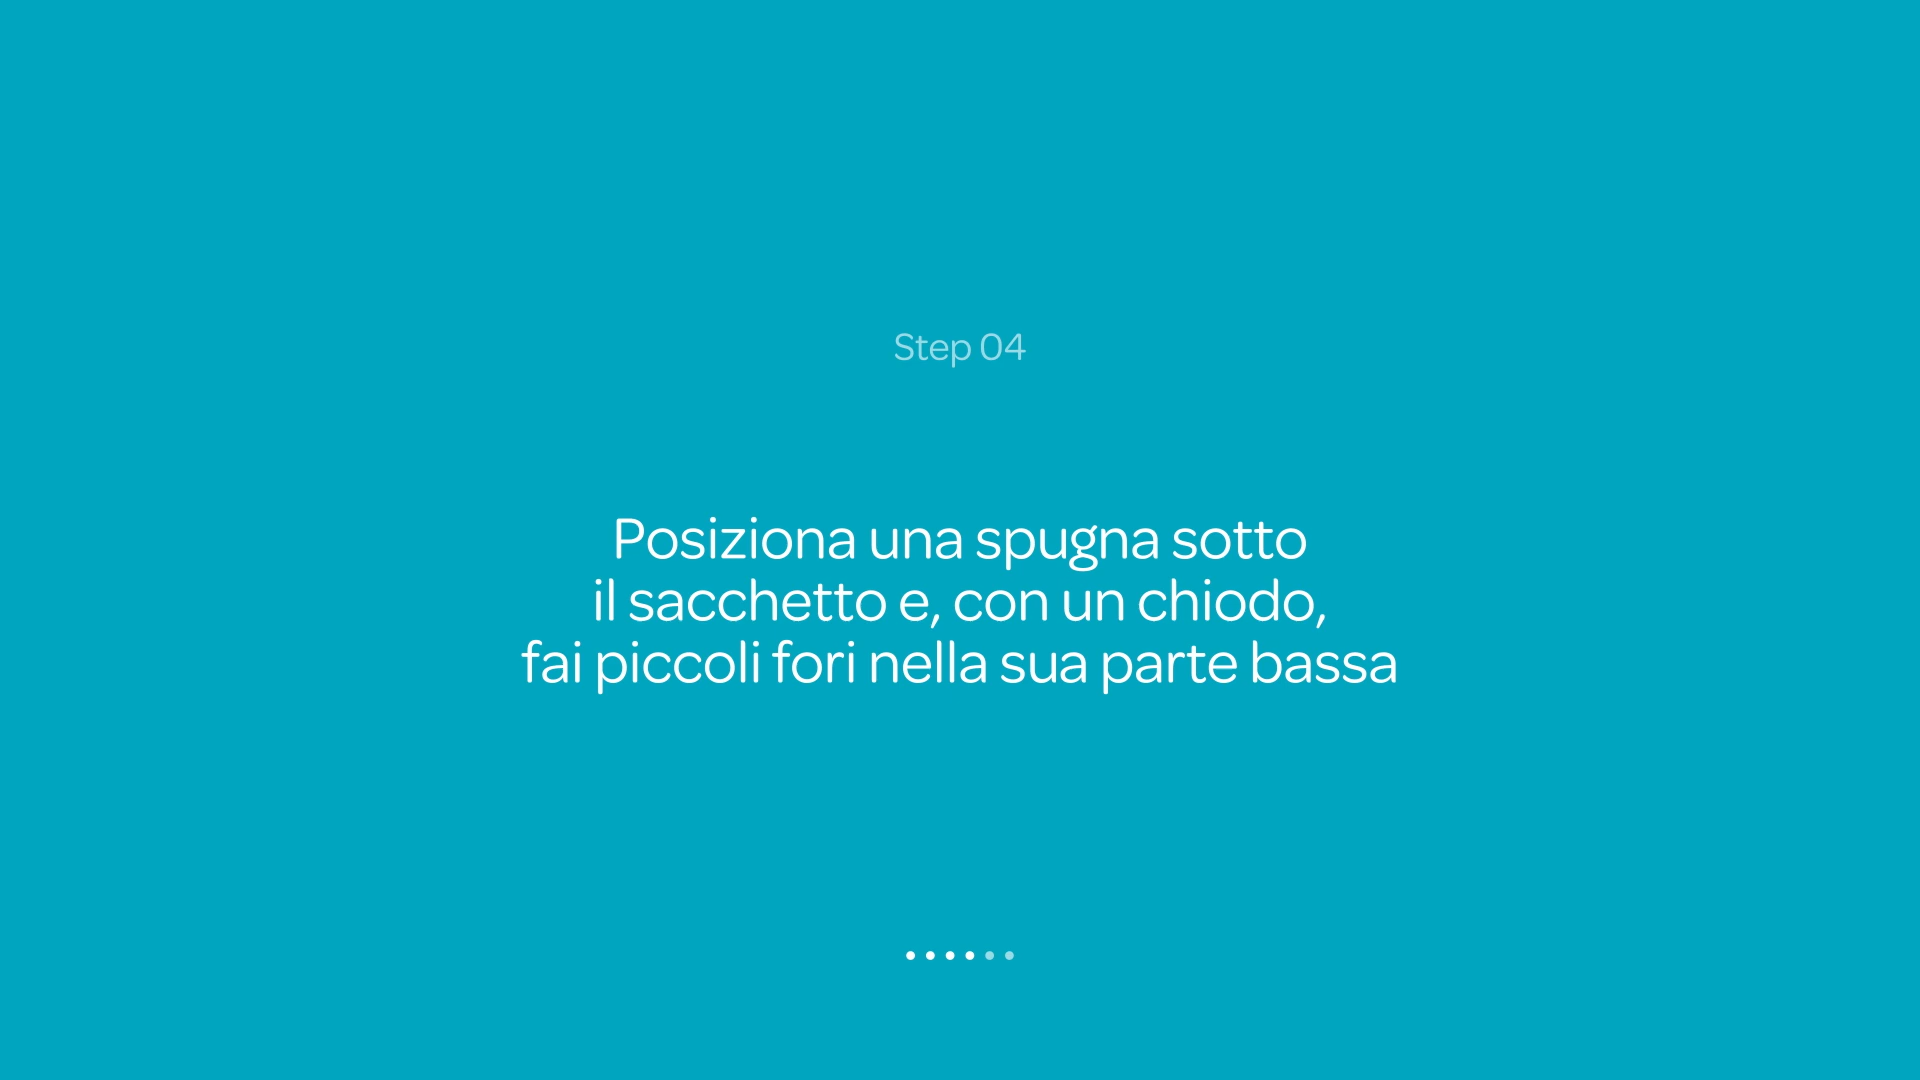 Step 04
Posiziona una spugna sotto
il sacchetto e, con un chiodo,
fai piccoli fori nella sua parte bassa